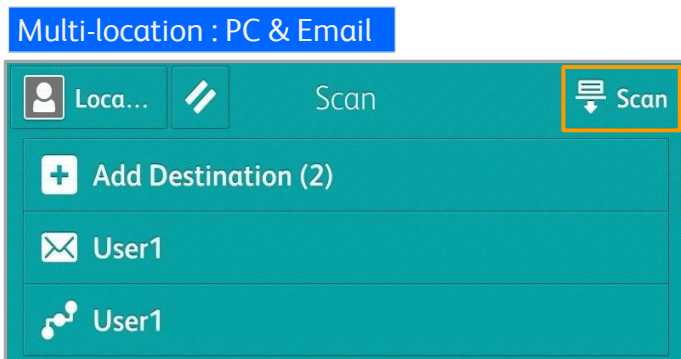 Multi-location : PC & Email
Loca... Scan Scan
Add Destination (2)
User1
User1